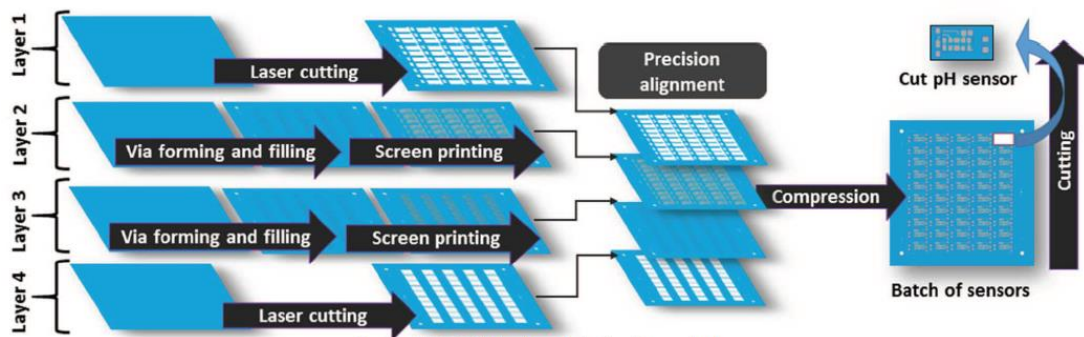 Layer 1
Laser cutting
Layer 2
Via forming and filling
Screen printing
Layer 3
Via forming and filling
Screen printing
Layer 4
Laser cutting
Precision
alignment
Compression
Cut pH sensor
Cutting
Batch of sensors